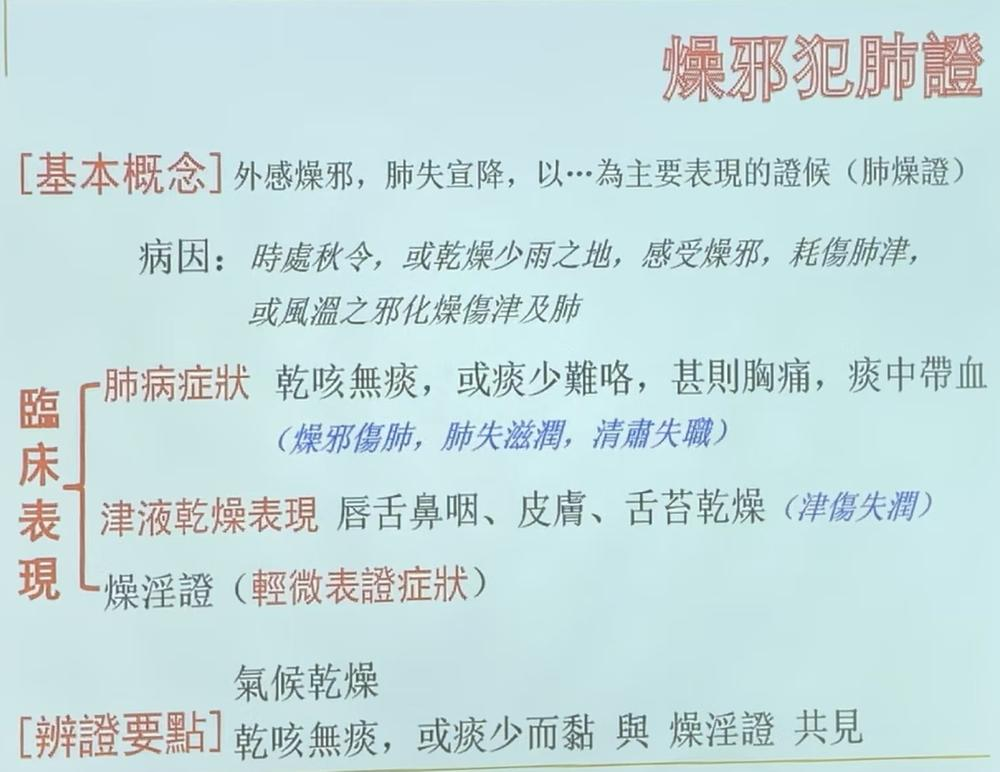 燥邪犯肺證
[基本概念] 外感燥邪，肺失宣降，以…為主要表現的證候（肺燥證）
病因：時處秋令，或乾燥少雨之地，感受燥邪，耗傷肺津，
或風溫之邪化燥傷津及肺
臨床表現
肺病症狀 乾咳無痰，或痰少難咯，甚則胸痛，痰中帶血
（燥邪傷肺，肺失滋潤，清肅失職）
津液乾燥表現 唇舌鼻咽、皮膚、舌苔乾燥（津傷失潤）
燥淫證（輕微表證症狀）
氣候乾燥
[辨證要點] 乾咳無痰，或痰少而黏 與 燥淫證 共見